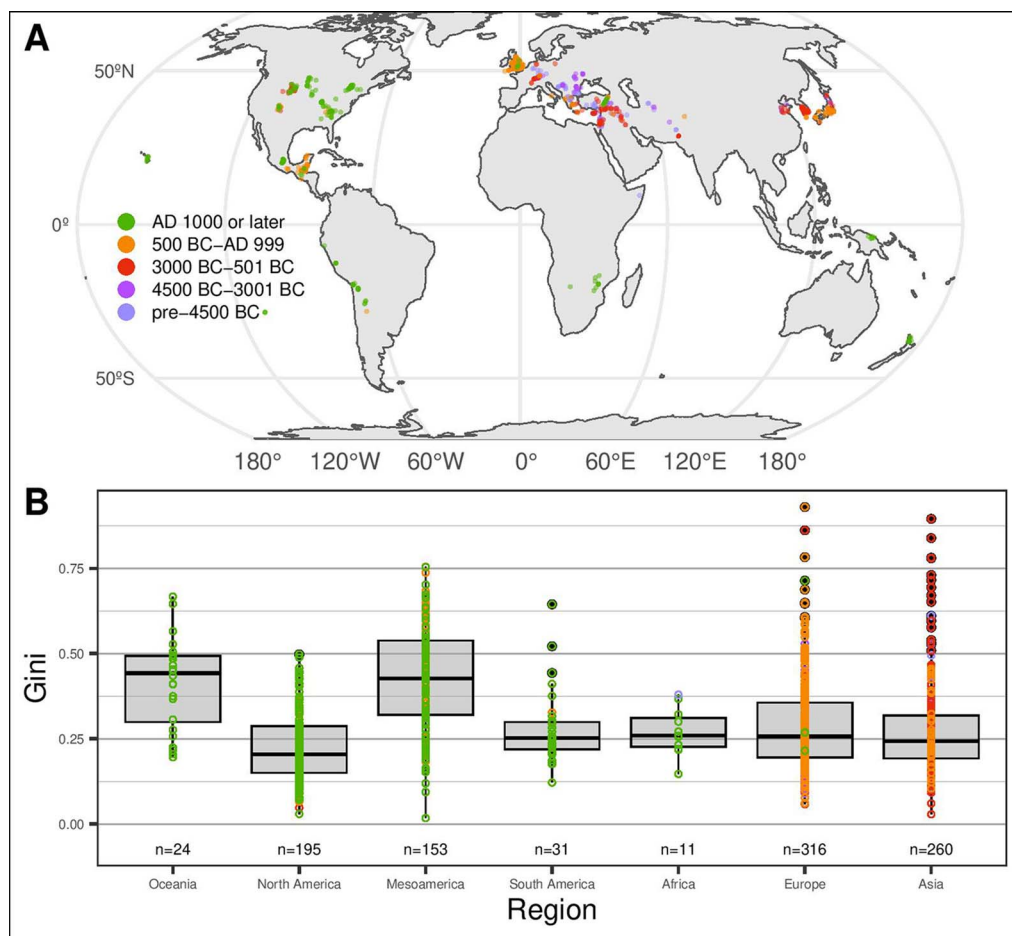 A
50ºN
0º
AD 1000 or later
500 BC–AD 999
3000 BC–501 BC
4500 BC–3001 BC
pre–4500 BC
50ºS
180° 120°W 60°W 0° 60°E 120°E 180°
B
0.75
0.50
0.25
0.00
Gini
n=24 n=195 n=153 n=31 n=11 n=316 n=260
Oceania North America Mesoamerica South America Africa Europe Asia
Region